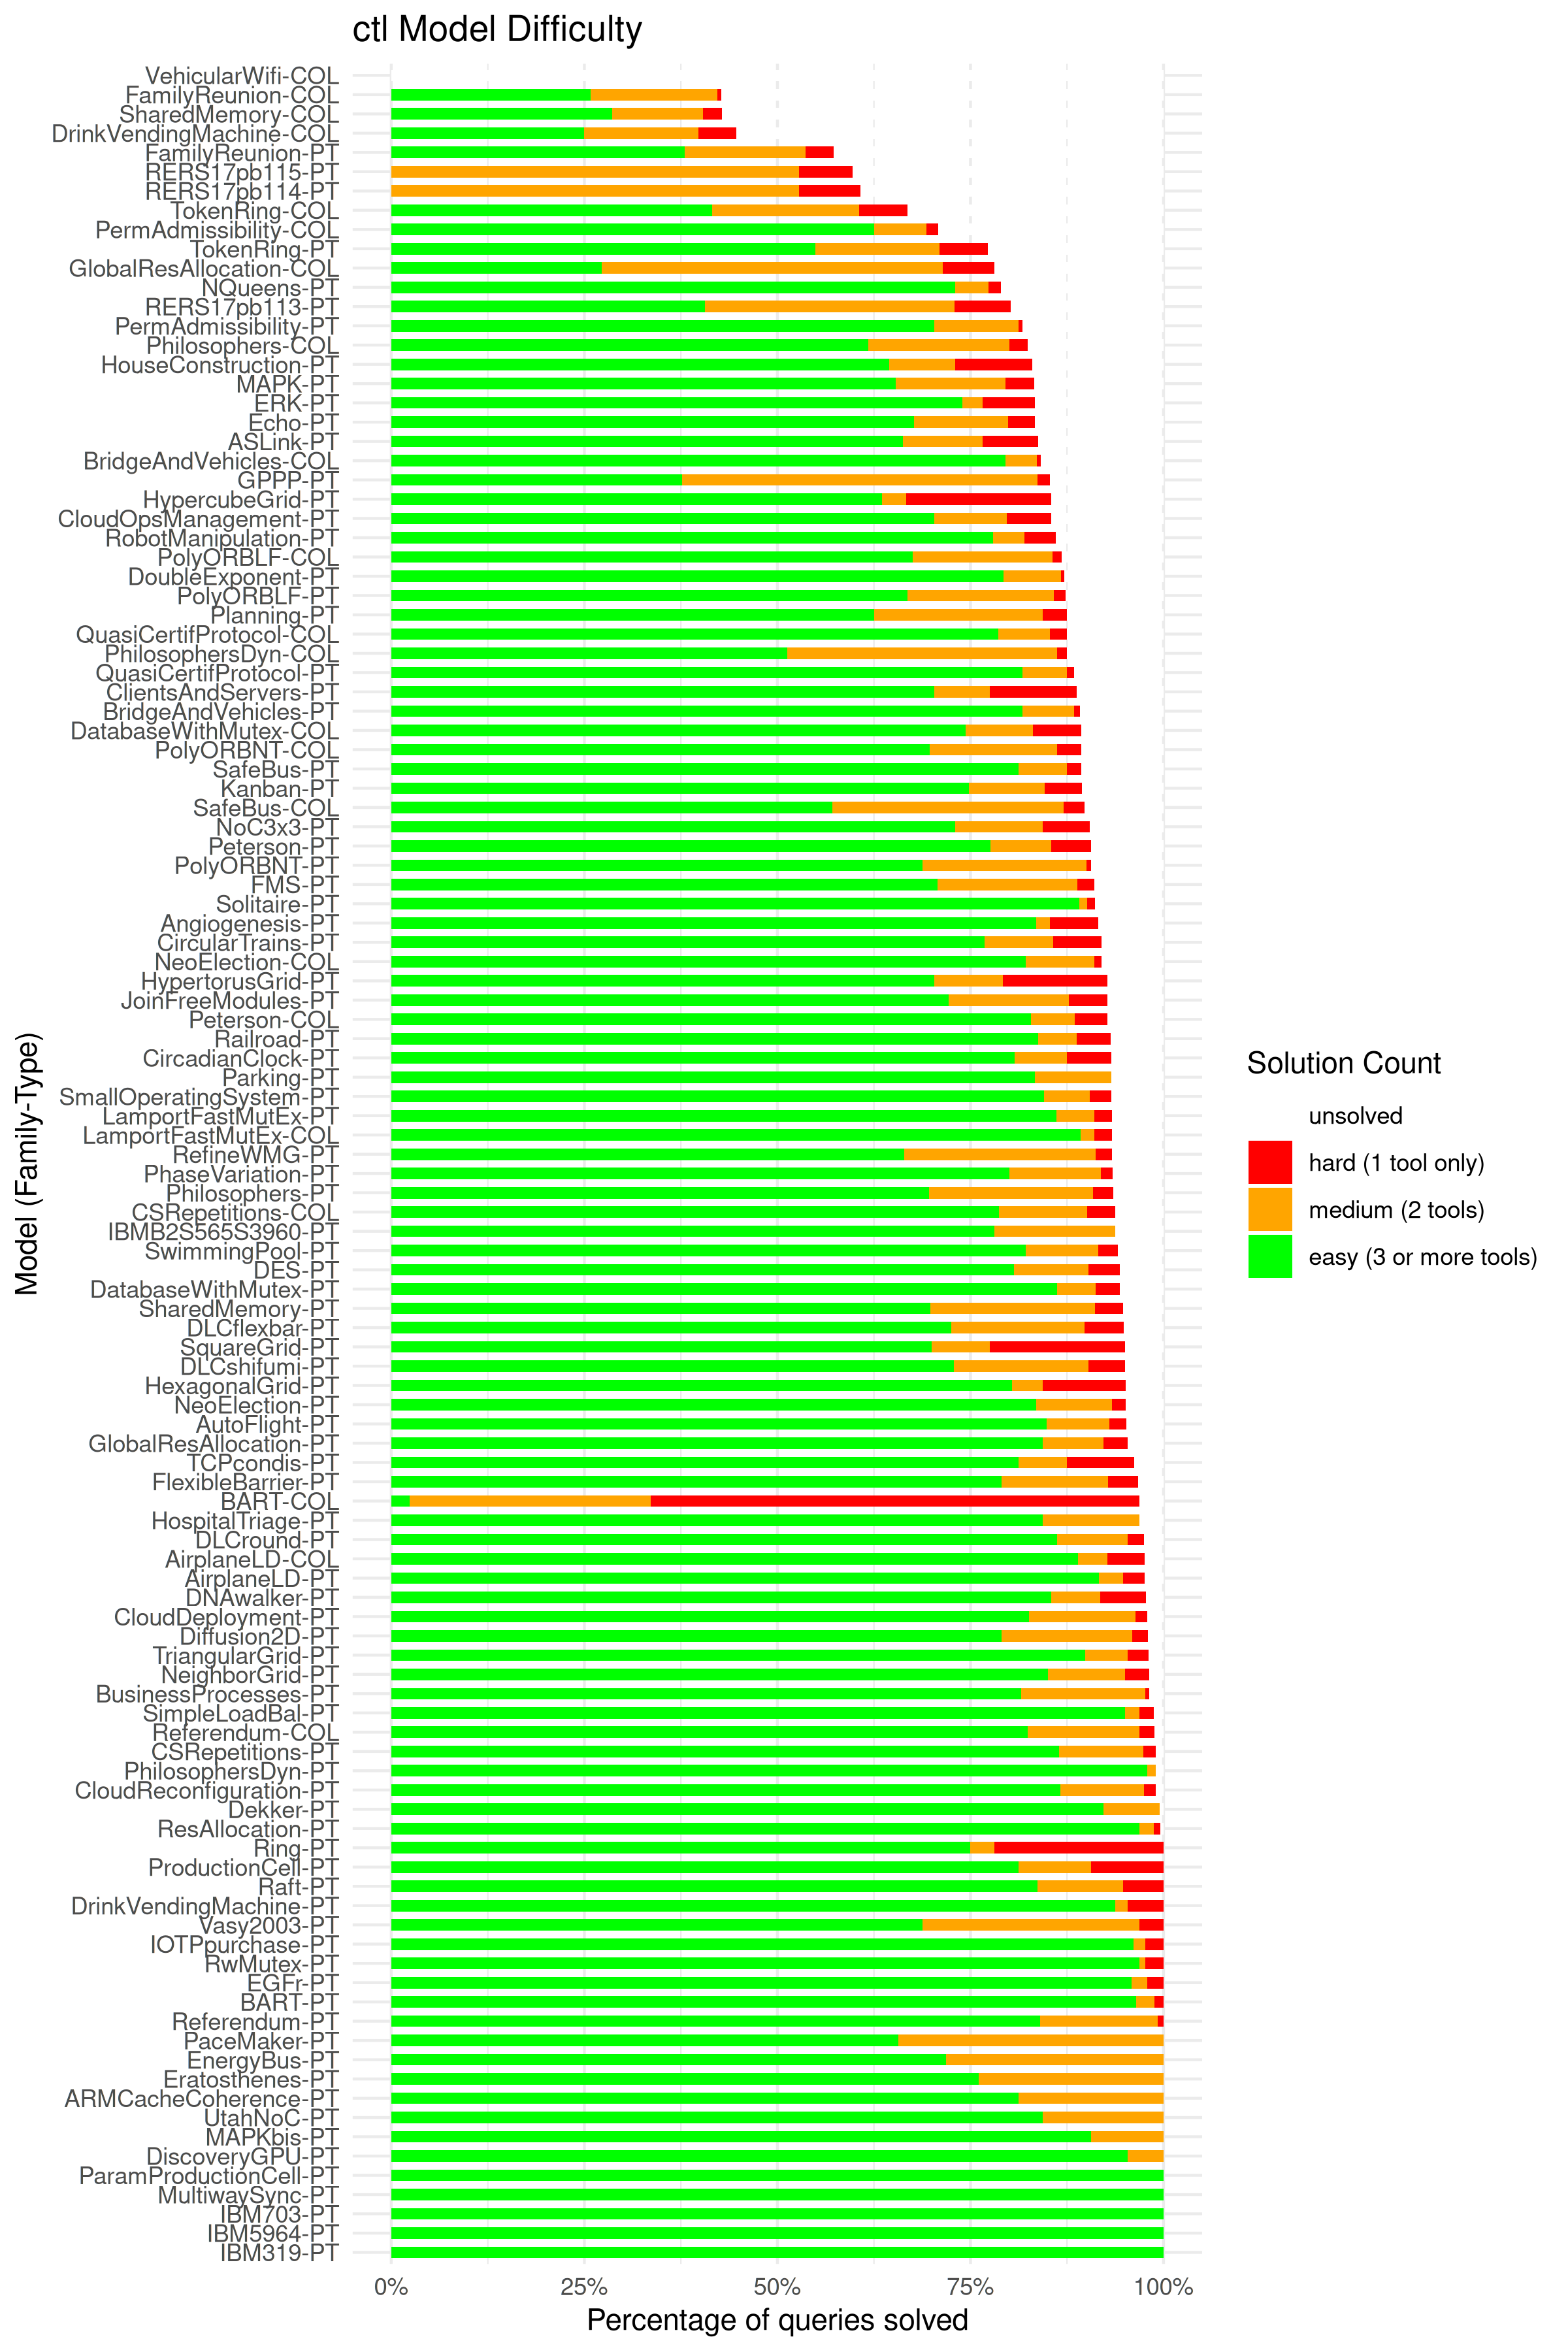 ctl Model Difficulty
VehicularWifi-COL
FamilyReunion-COL
SharedMemory-COL
DrinkVendingMachine-COL
FamilyReunion-PT
RERS17pb115-PT
RERS17pb114-PT
TokenRing-COL
PermAdmissibility-COL
TokenRing-PT
GlobalResAllocation-COL
NQueens-PT
RERS17pb113-PT
PermAdmissibility-PT
Philosophers-COL
HouseConstruction-PT
MAPK-PT
ERK-PT
Echo-PT
ASLink-PT
BridgeAndVehicles-COL
GPPP-PT
HypercubeGrid-PT
CloudOpsManagement-PT
RobotManipulation-PT
PolyORBLF-COL
DoubleExponent-PT
PolyORBLF-PT
Planning-PT
QuasiCertifProtocol-COL
PhilosophersDyn-COL
QuasiCertifProtocol-PT
ClientsAndServers-PT
BridgeAndVehicles-PT
DatabaseWithMutex-COL
PolyORBNT-COL
SafeBus-PT
Kanban-PT
SafeBus-COL
NoC3x3-PT
Peterson-PT
PolyORBNT-PT
FMS-PT
Solitaire-PT
Angiogenesis-PT
CircularTrains-PT
NeoElection-COL
HypertorusGrid-PT
JoinFreeModules-PT
Peterson-COL
Railroad-PT
CircadianClock-PT
Parking-PT
SmallOperatingSystem-PT
LamportFastMutEx-PT
LamportFastMutEx-COL
RefineWMG-PT
PhaseVariation-PT
Philosophers-PT
CSRepetitions-COL
IBMB2S565S3960-PT
SwimmingPool-PT
DES-PT
DatabaseWithMutex-PT
SharedMemory-PT
DLCflexbar-PT
SquareGrid-PT
DLCshifumi-PT
HexagonalGrid-PT
NeoElection-PT
AutoFlight-PT
GlobalResAllocation-PT
TCPcondis-PT
FlexibleBarrier-PT
BART-COL
HospitalTriage-PT
DLCround-PT
AirplaneLD-COL
AirplaneLD-PT
DNAwalker-PT
CloudDeployment-PT
Diffusion2D-PT
TriangularGrid-PT
NeighborGrid-PT
BusinessProcesses-PT
SimpleLoadBal-PT
Referendum-COL
CSRepetitions-PT
PhilosophersDyn-PT
CloudReconfiguration-PT
Dekker-PT
ResAllocation-PT
Ring-PT
ProductionCell-PT
Raft-PT
DrinkVendingMachine-PT
Vasy2003-PT
IOTPpurchase-PT
RwMutex-PT
EGFr-PT
BART-PT
Referendum-PT
PaceMaker-PT
EnergyBus-PT
Eratosthenes-PT
ARMCacheCoherence-PT
UtahNoC-PT
MAPKbis-PT
DiscoveryGPU-PT
ParamProductionCell-PT
MultiwaySync-PT
IBM703-PT
IBM5964-PT
IBM319-PT
0% 25% 50% 75% 100%
Percentage of queries solved
Model (Family-Type)
Solution Count
unsolved
hard (1 tool only)
medium (2 tools)
easy (3 or more tools)